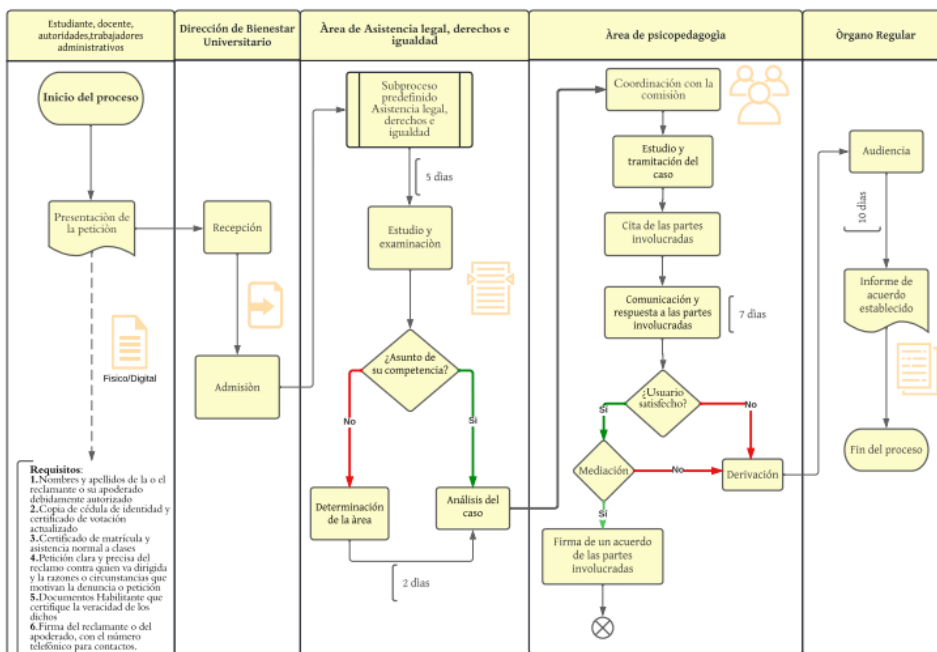 Estudiante, docente,
autoridades,trabajadores
administrativos
Dirección de Bienestar
Universitario
Àrea de Asistencia legal, derechos e
igualdad
Àrea de psicopedagogìa
Òrgano Regular
Inicio del proceso
Presentaciòn de
la peticiòn
Fisico/Digital
Requisitos:
1.Nombres y apellidos de la o el
reclamante o su apoderado
debidamente autorizado
2.Copia de cédula de identidad y
certificado de votación
actualizado
3.Certificado de matrícula y
asistencia normal a clases
4.Petición clara y precisa del
reclamo contra quien va dirigida
y la razones o circunstancias que
motivan la denuncia o petición
5.Documentos Habilitante que
certifique la veracidad de los
dichos
6.Firma del reclamante o del
apoderado, con el número
telefónico para contactos.
Recepción
Admisiòn
Subproceso
predefinido
Asistencia legal,
derechos e
igualdad
5 dìas
Estudio y
examinaciòn
¿Asunto de
su competencia?
No
Si
Determinación
de la àrea
Análisis del
caso
2 dìas
Coordinación con la
comisiòn
Estudio y
tramitación del
caso
Cita de las partes
involucradas
Comunicación y
respuesta a las partes
involucradas
7 dìas
¿Usuario
satisfecho?
Si
No
Mediación
No
Si
Derivación
Firma de un acuerdo
de las partes
involucradas
Audiencia
10 dìas
Informe de
acuerdo
establecido
Fin del proceso